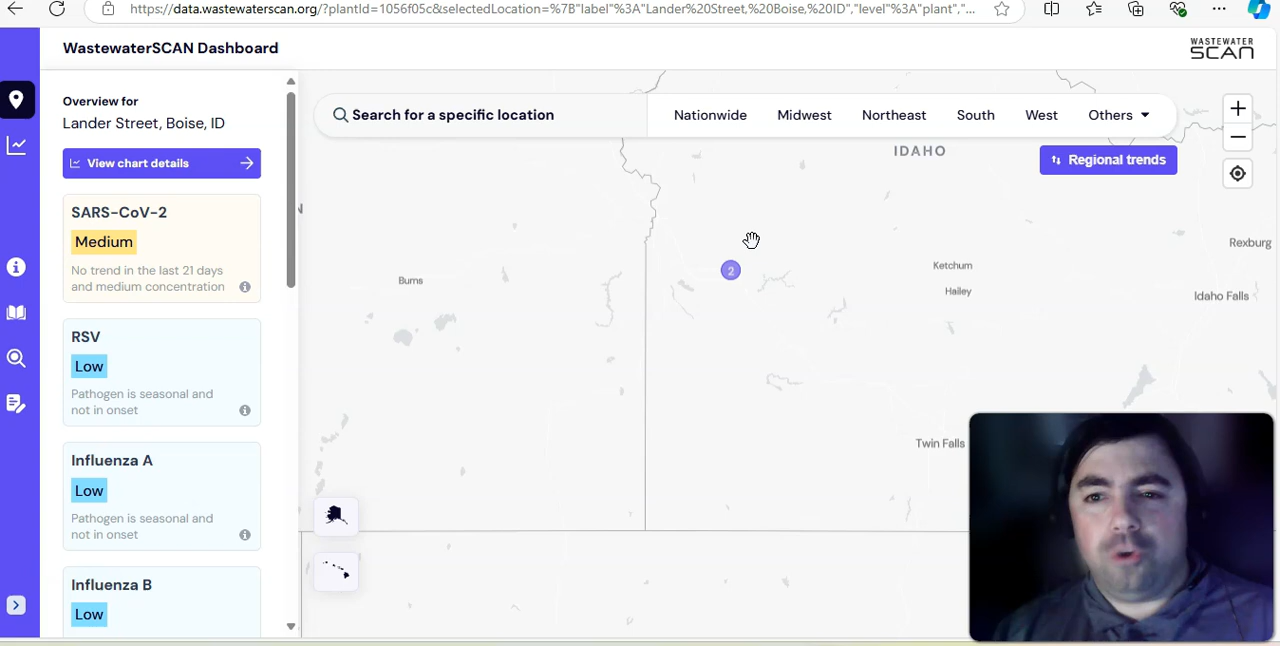 https://data.wastewaterscan.org/?plantId=1056f05c&selectedLocation=%7B"label"%3A"Lander%20Street,%20Boise,%20ID","level"%3A"plant","...
WastewaterSCAN Dashboard
WASTEWATER
SCAN
Overview for
Lander Street, Boise, ID
View chart details
SARS-CoV-2
Medium
No trend in the last 21 days
and medium concentration
RSV
Low
Pathogen is seasonal and
not in onset
Influenza A
Low
Pathogen is seasonal and
not in onset
Influenza B
Low
Search for a specific location
Nationwide
Midwest
Northeast
South
West
Others
IDAHO
Regional trends
N
Rexburg
2
Ketchum
Burns
Hailey
Idaho Falls
Twin Falls